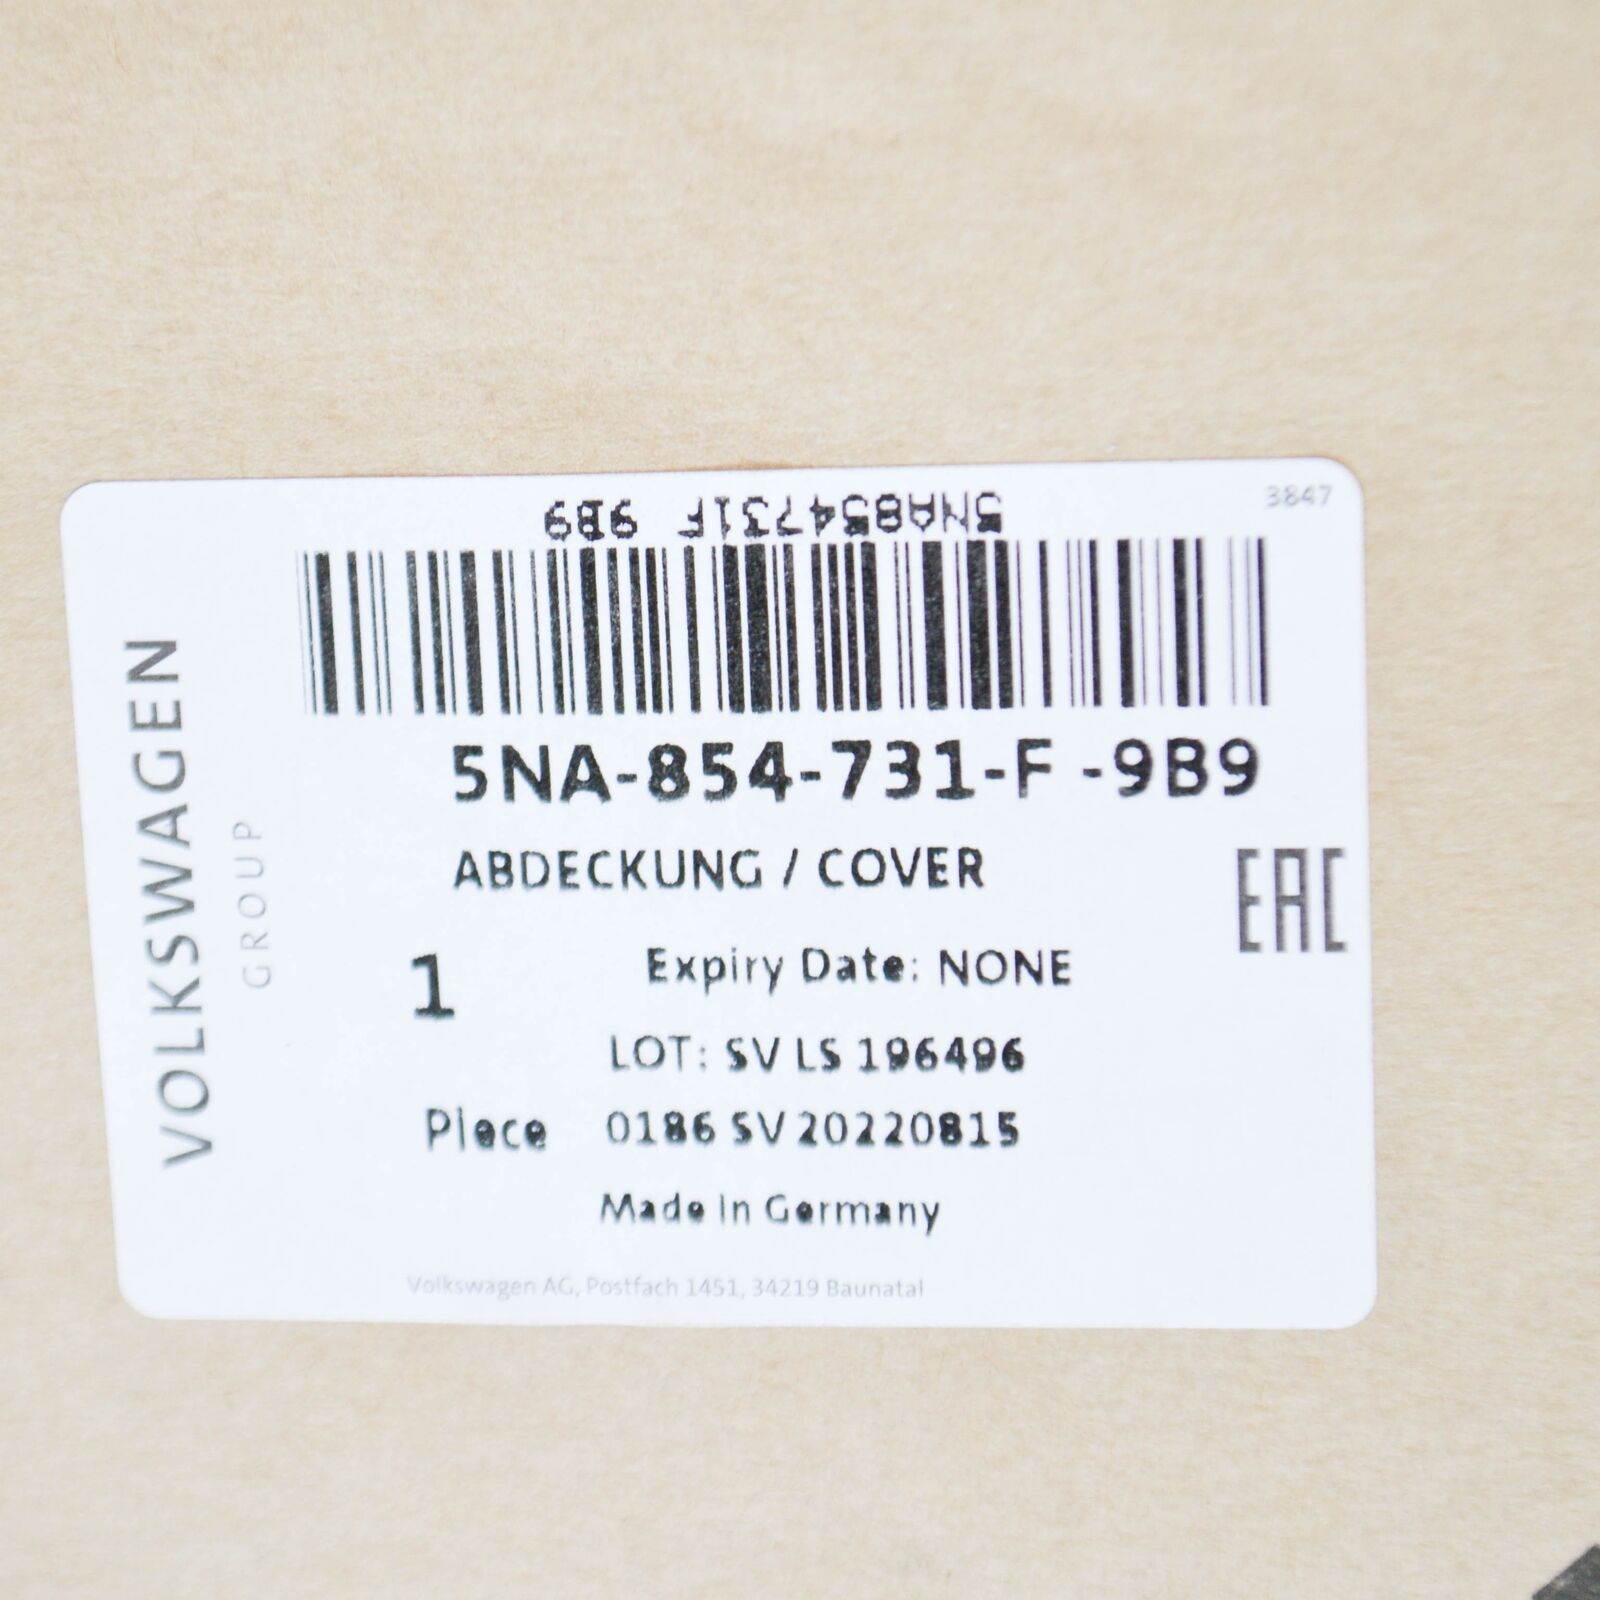 3847
5NA854731F 9B9
5NA-854-731-F -9B9
ABDECKUNG / COVER
EAC
1
Expiry Date: NONE
LOT: SV LS 196496
Piece 0186 SV 20220815
Made in Germany
Volkswagen AG, Postfach 1451, 34219 Baunatal
VOLKSWAGEN
GROUP